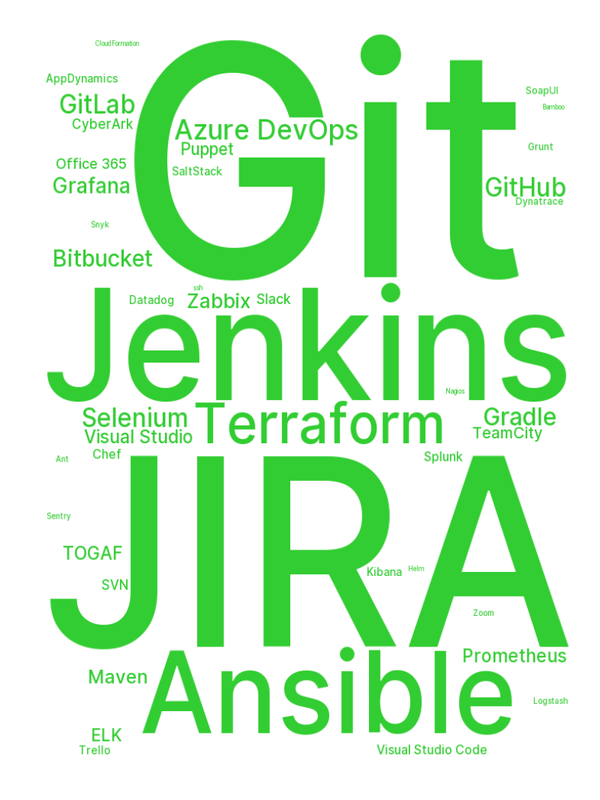 CloudFormation
Git
AppDynamics
SoapUI
GitLab
Bamboo
CyberArk
Azure DevOps
Puppet
Grunt
Office 365
SaltStack
Grafana
GitHub
Dynatrace
Snyk
Bitbucket
ssh
Datadog
Zabbix
Slack
Jenkins
Nagios
Selenium
Terraform
Gradle
Visual Studio
TeamCity
Chef
Splunk
Ant
JIRA
Sentry
TOGAF
Kibana
Helm
SVN
Zoom
Prometheus
Maven
Ansible
Logstash
ELK
Trello
Visual Studio Code